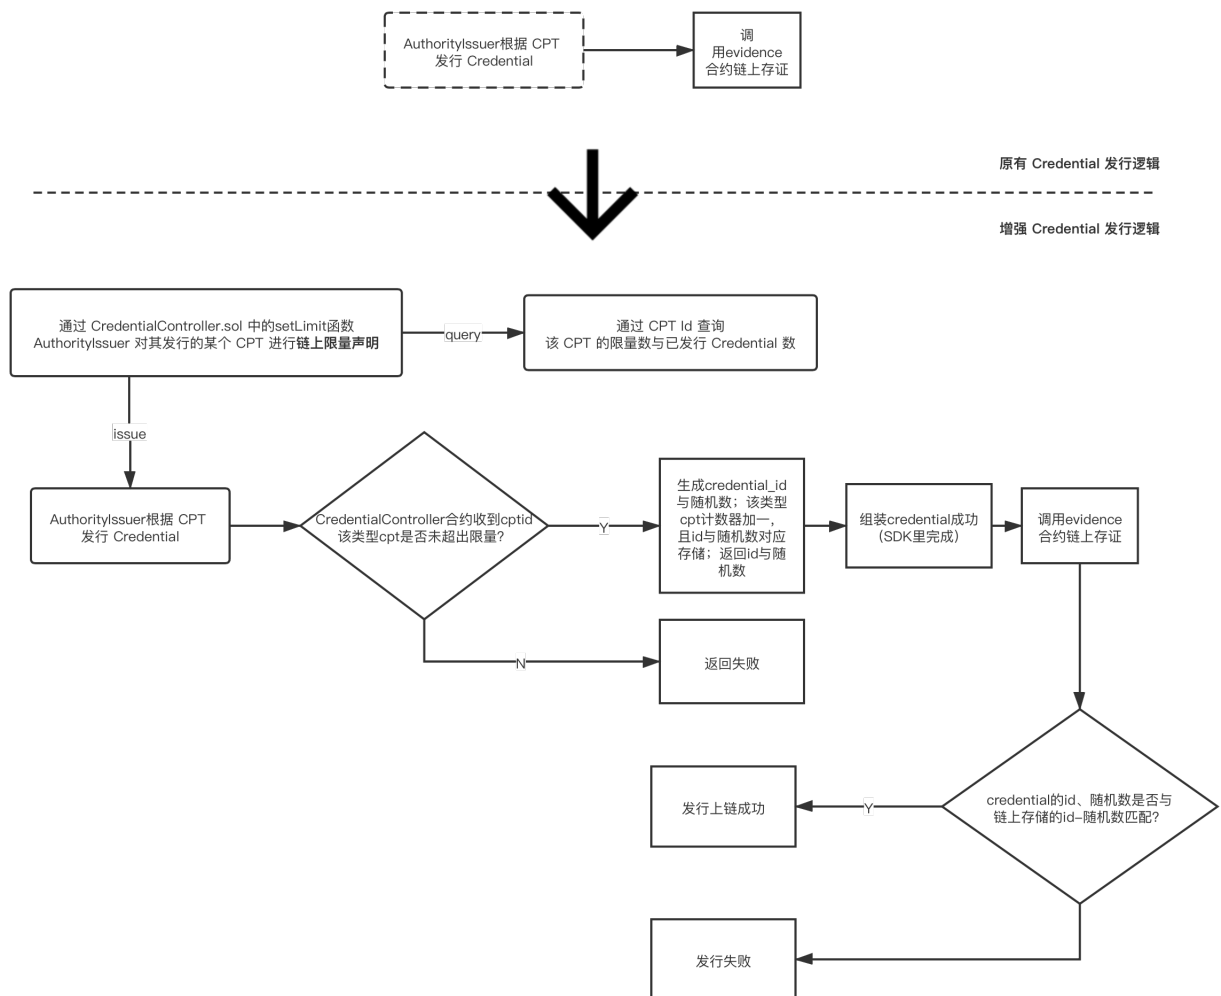 AuthorityIssuer根据 CPT
发行 Credential
调
用evidence
合约链上存证
原有 Credential 发行逻辑
增强 Credential 发行逻辑
通过 CredentialController.sol 中的setLimit函数
AuthorityIssuer 对其发行的某个 CPT 进行链上限量声明
query
通过 CPT Id 查询
该 CPT 的限量数与已发行 Credential 数
issue
AuthorityIssuer根据 CPT
发行 Credential
CredentialController合约收到cptid
该类型cpt是否未超出限量?
Y
生成credential_id
与随机数；该类型
cpt计数器加一，
且id与随机数对应
存储；返回id与随
机数
组装credential成功
（SDK里完成）
调用evidence
合约链上存证
N
返回失败
credential的id、随机数是否与
链上存储的id-随机数匹配?
Y
发行上链成功
发行失败